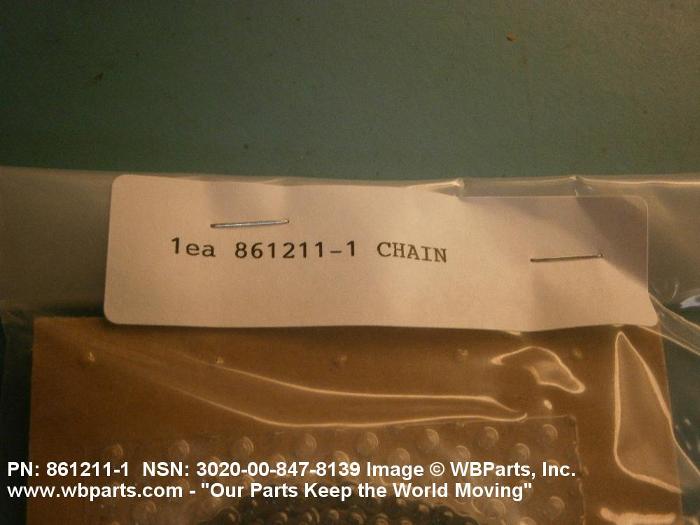 1ea 861211-1 CHAIN
PN: 861211-1 NSN: 3020-00-847-8139 Image © WBParts, Inc.
www.wbparts.com - "Our Parts Keep the World Moving"